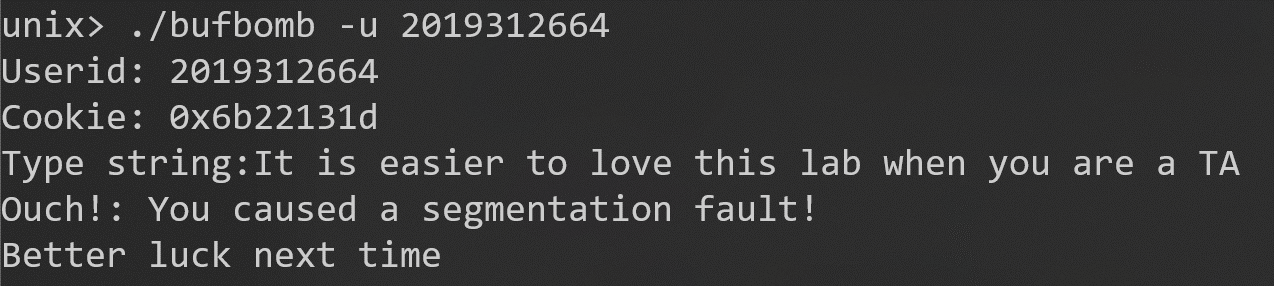 unix> ./bufbomb -u 2019312664
Userid: 2019312664
Cookie: 0x6b22131d
Type string:It is easier to love this lab when you are a TA
Ouch!: You caused a segmentation fault!
Better luck next time